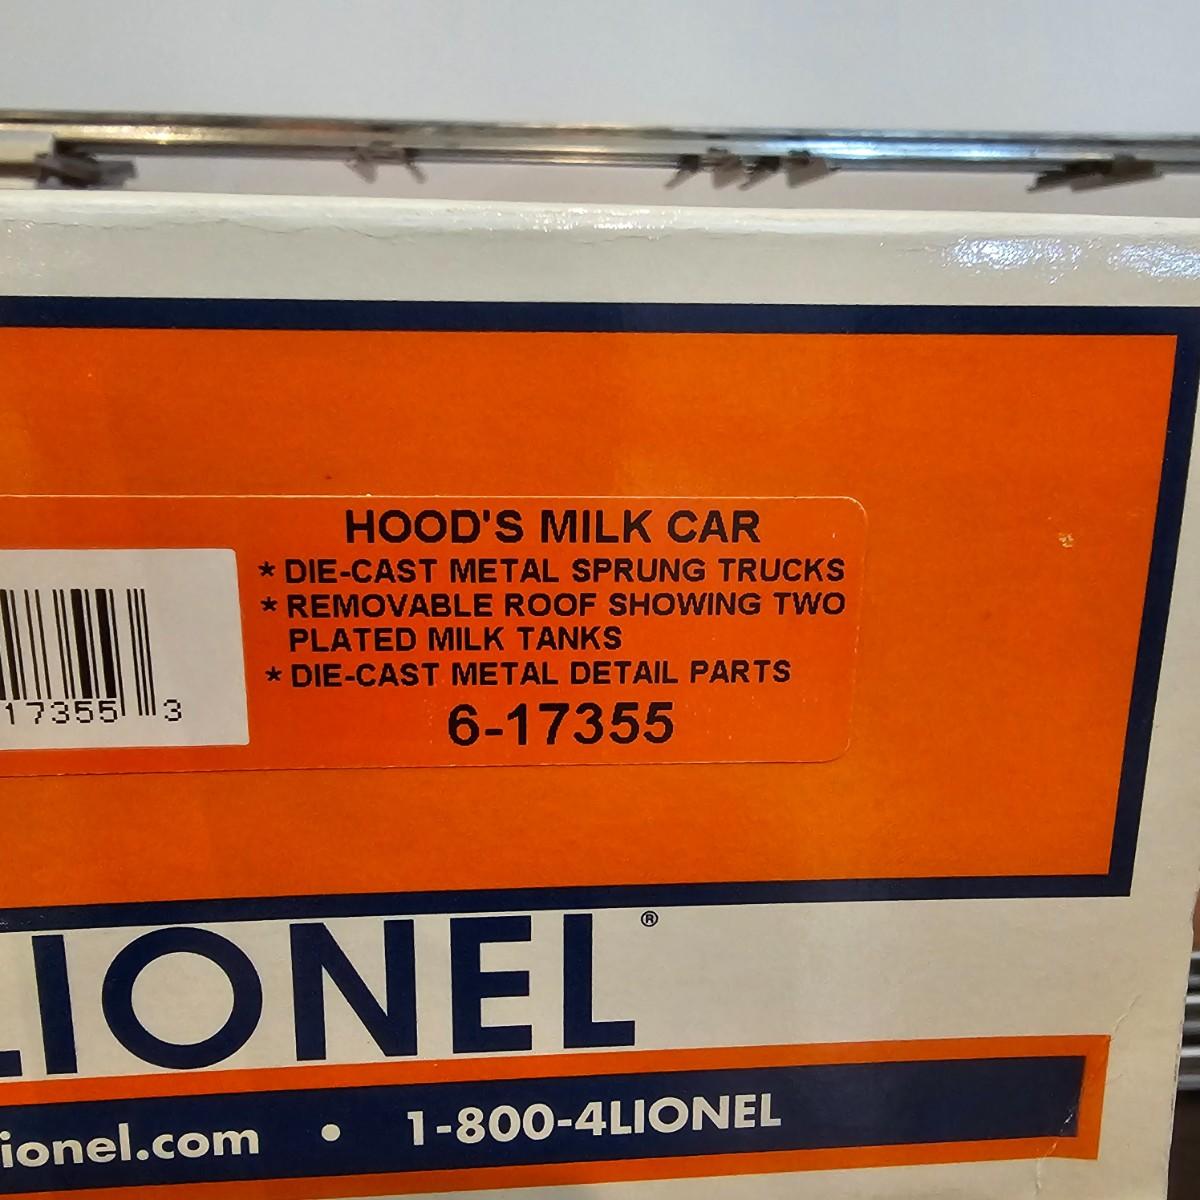 HOOD'S MILK CAR
* DIE-CAST METAL SPRUNG TRUCKS
* REMOVABLE ROOF SHOWING TWO
PLATED MILK TANKS
* DIE-CAST METAL DETAIL PARTS
6-17355
17355 3
LIONEL®
ionel.com • 1-800-4LIONEL